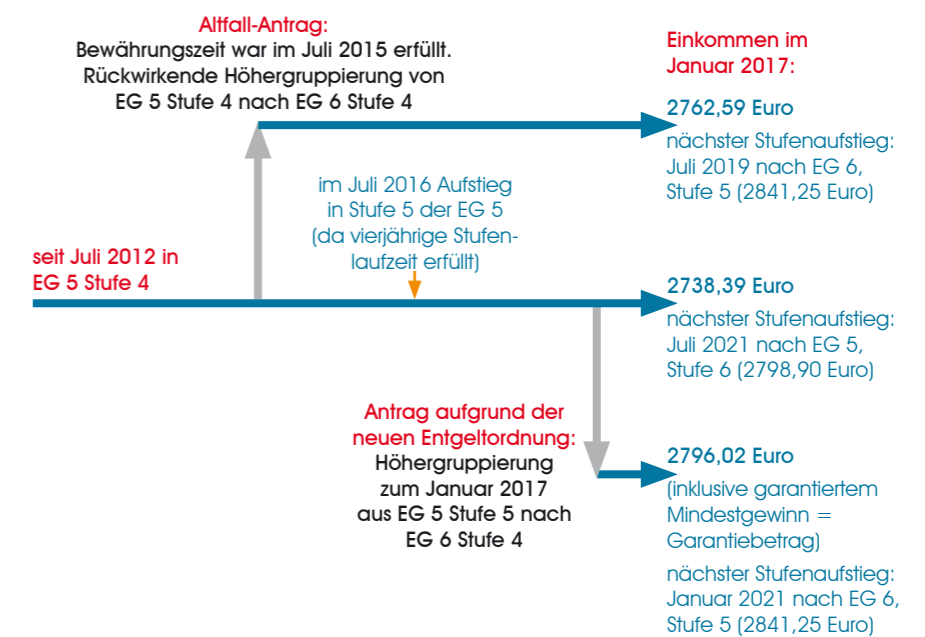 Altfall-Antrag:
Bewährungszeit war im Juli 2015 erfüllt.
Rückwirkende Höhergruppierung von
EG 5 Stufe 4 nach EG 6 Stufe 4
Einkommen im
Januar 2017:
2762,59 Euro
nächster Stufenaufstieg:
Juli 2019 nach EG 6,
Stufe 5 (2841,25 Euro)
im Juli 2016 Aufstieg
in Stufe 5 der EG 5
(da vierjährige Stufen-
laufzeit erfüllt)
seit Juli 2012 in
EG 5 Stufe 4
2738,39 Euro
nächster Stufenaufstieg:
Juli 2021 nach EG 5,
Stufe 6 (2798,90 Euro)
Antrag aufgrund der
neuen Entgeltordnung:
Höhergruppierung
zum Januar 2017
aus EG 5 Stufe 5 nach
EG 6 Stufe 4
2796,02 Euro
(inklusive garantiertem
Mindestgewinn =
Garantiebetrag)
nächster Stufenaufstieg:
Januar 2021 nach EG 6,
Stufe 5 (2841,25 Euro)